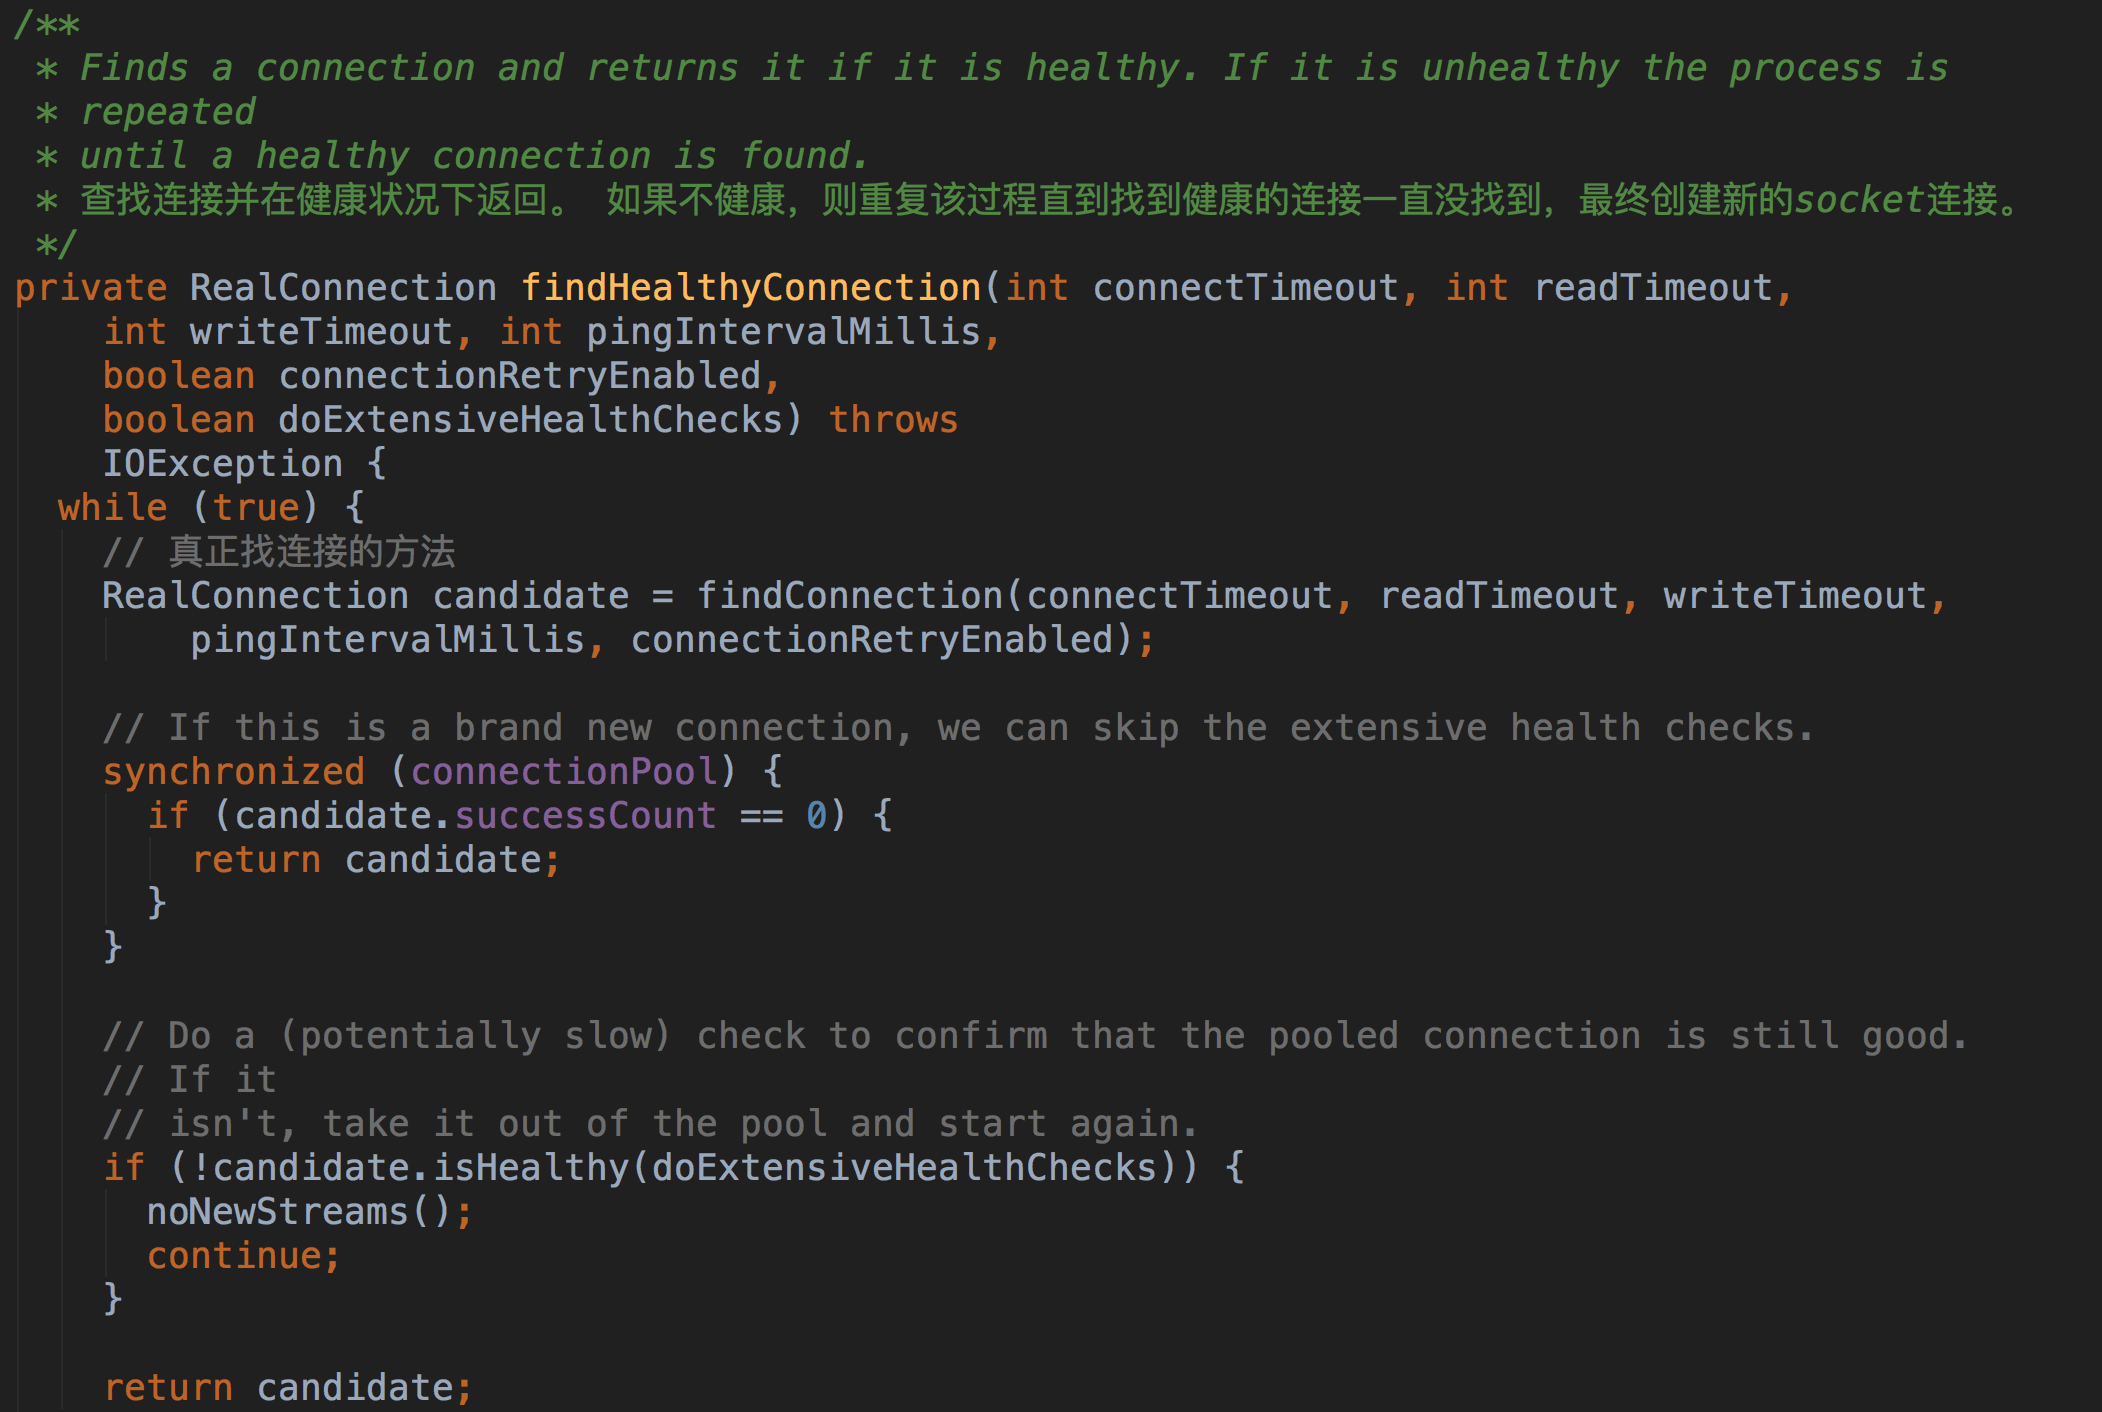 /**
 * Finds a connection and returns it if it is healthy. If it is unhealthy the process is
 * repeated
 * until a healthy connection is found.
 * 查找连接并在健康状况下返回。 如果不健康，则重复该过程直到找到健康的连接一直没找到，最终创建新的socket连接。
 */
private RealConnection findHealthyConnection(int connectTimeout, int readTimeout,
    int writeTimeout, int pingIntervalMillis,
    boolean connectionRetryEnabled,
    boolean doExtensiveHealthChecks) throws
    IOException {
  while (true) {
    // 真正找连接的方法
    RealConnection candidate = findConnection(connectTimeout, readTimeout, writeTimeout,
        pingIntervalMillis, connectionRetryEnabled);

    // If this is a brand new connection, we can skip the extensive health checks.
    synchronized (connectionPool) {
      if (candidate.successCount == 0) {
        return candidate;
      }
    }

    // Do a (potentially slow) check to confirm that the pooled connection is still good.
    // If it
    // isn't, take it out of the pool and start again.
    if (!candidate.isHealthy(doExtensiveHealthChecks)) {
      noNewStreams();
      continue;
    }

    return candidate;